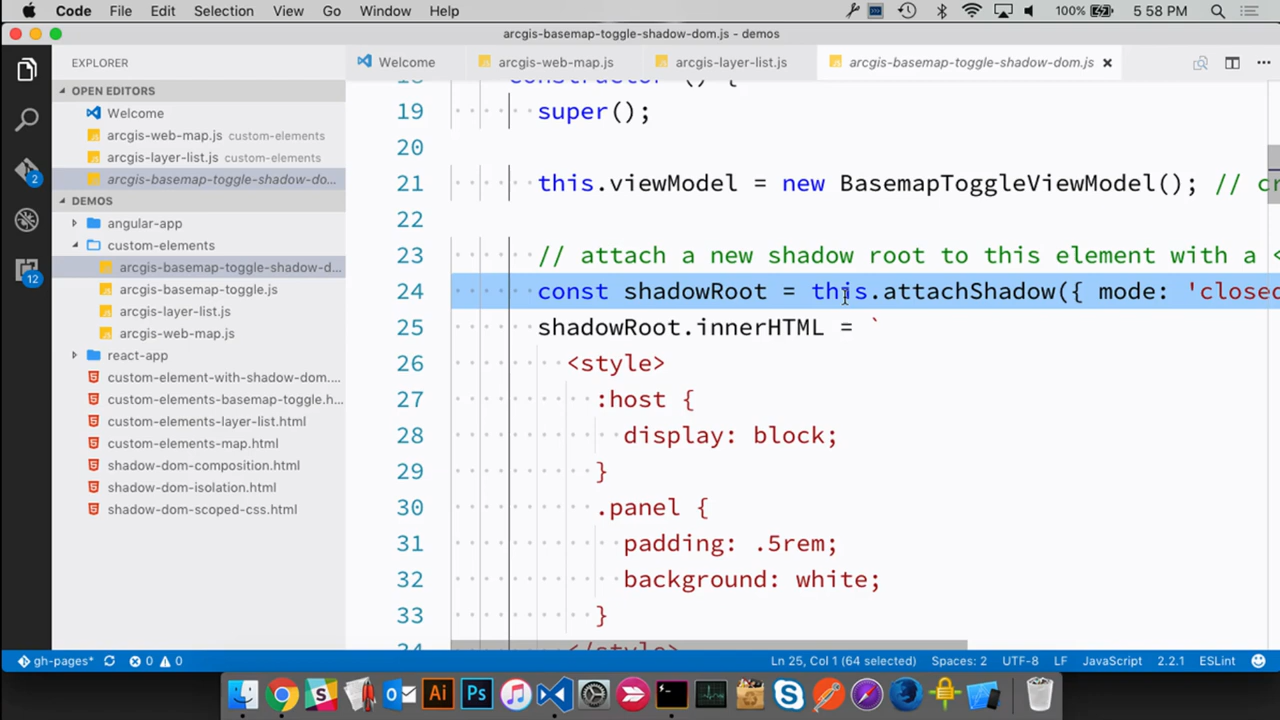 Code File Edit Selection View Go Window Help 100% 5:58 PM
arcgis-basemap-toggle-shadow-dom.js - demos
EXPLORER
Welcome
arcgis-web-map.js
arcgis-layer-list.js
arcgis-basemap-toggle-shadow-dom.js
OPEN EDITORS
Welcome
arcgis-web-map.js custom-elements
arcgis-layer-list.js custom-elements
arcgis-basemap-toggle-shadow-do...
DEMOS
angular-app
custom-elements
arcgis-basemap-toggle-shadow-d...
arcgis-basemap-toggle.js
arcgis-layer-list.js
arcgis-web-map.js
react-app
custom-element-with-shadow-dom....
custom-elements-basemap-toggle.h...
custom-elements-layer-list.html
custom-elements-map.html
shadow-dom-composition.html
shadow-dom-isolation.html
shadow-dom-scoped-css.html
2
12
18 constructor () {
19 super();
20
21 this.viewModel = new BasemapToggleViewModel(); // cr
22
23 // attach a new shadow root to this element with a <
24 const shadowRoot = this.attachShadow({ mode: 'closed
25 shadowRoot.innerHTML = `
26 <style>
27 :host {
28 display: block;
29 }
30 .panel {
31 padding: .5rem;
32 background: white;
33 }
34 </style>
gh-pages* 0 0 Ln 25, Col 1 (64 selected) Spaces: 2 UTF-8 LF JavaScript 2.2.1 ESLint
Ai Ps